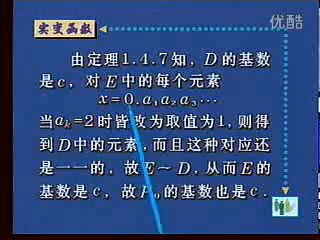 优酷
实变函数
由定理1.4.7知，D的基数
是c，对E中的每个元素
x=0.a₁a₂a₃···
当aₖ=2时皆改为取值为1，则得
到D中的元素，而且这种对应还
是一一的，故E～D，从而E的
基数是c，故P₀的基数也是c.